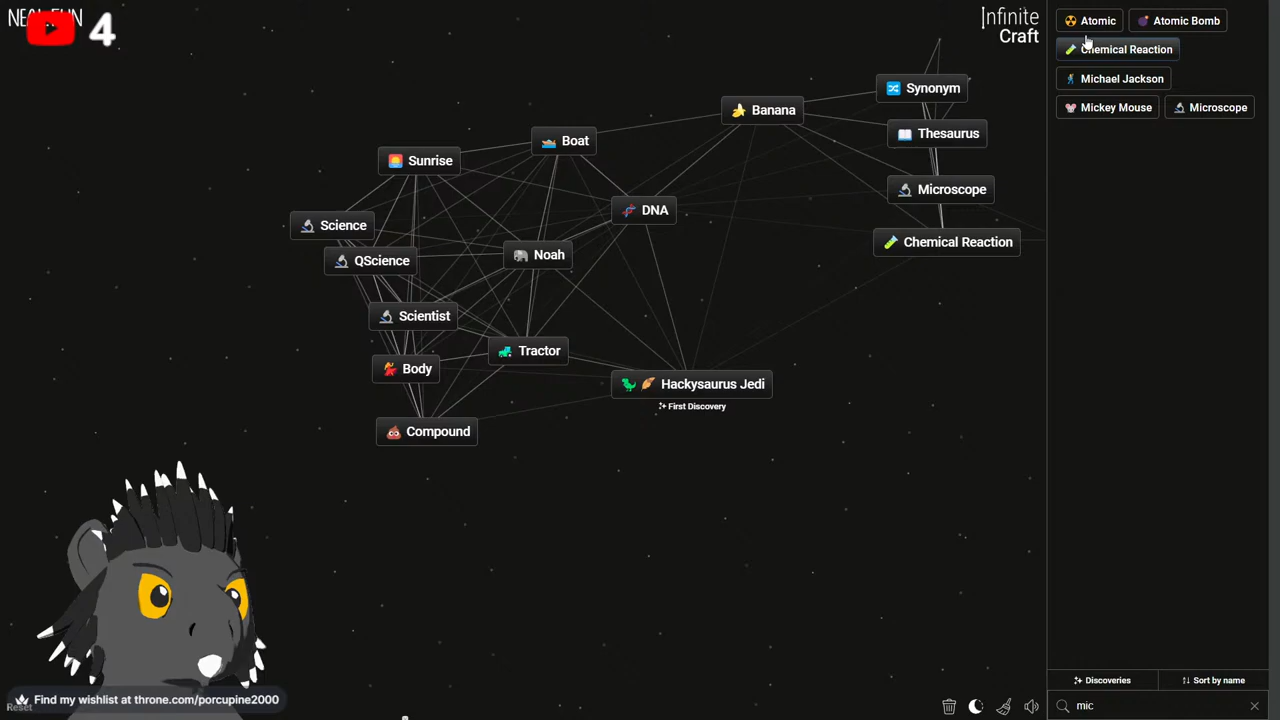 NEAL.FUN
4
Infinite
Craft
Atomic
Atomic Bomb
Chemical Reaction
Michael Jackson
Mickey Mouse
Microscope
Synonym
Banana
Thesaurus
Boat
Sunrise
Microscope
DNA
Science
Chemical Reaction
Noah
QScience
Scientist
Tractor
Body
Hackysaurus Jedi
First Discovery
Compound
Find my wishlist at throne.com/porcupine2000
Reset
Discoveries
Sort by name
mic